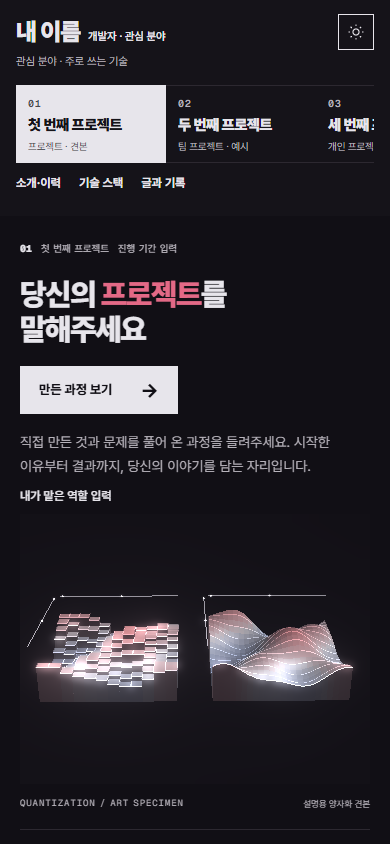 내 이름 개발자 · 관심 분야
관심 분야 · 주로 쓰는 기술
01
첫 번째 프로젝트
프로젝트 · 견본
02
두 번째 프로젝트
팀 프로젝트 · 예시
03
세 번째
개인 프로젝
소개·이력 기술 스택 글과 기록
01 첫 번째 프로젝트 진행 기간 입력
당신의 프로젝트를
말해주세요
만든 과정 보기 →
직접 만든 것과 문제를 풀어 온 과정을 들려주세요. 시작한
이유부터 결과까지, 당신의 이야기를 담는 자리입니다.
내가 맡은 역할 입력
QUANTIZATION / ART SPECIMEN
설명용 양자화 견본